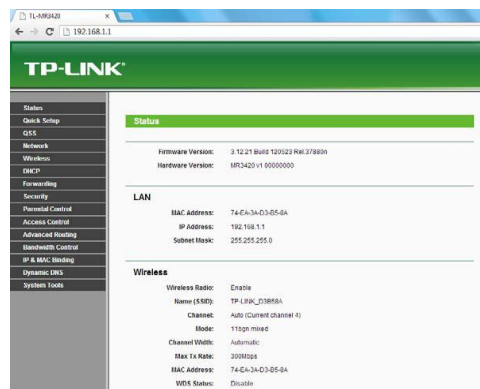 TL-MR3420
192.168.1.1
TP-LINK
Status
Quick Setup
QSS
Network
Wireless
DHCP
Forwarding
Security
Parental Control
Access Control
Advanced Routing
Bandwidth Control
IP & MAC Binding
Dynamic DNS
System Tools
Status
Firmware Version: 3.12.21 Build 120523 Rel.37880n
Hardware Version: MR3420 v1 00000000
LAN
MAC Address: 74-EA-3A-D3-B5-8A
IP Address: 192.168.1.1
Subnet Mask: 255.255.255.0
Wireless
Wireless Radio: Enable
Name (SSID): TP-LINK_D3B58A
Channel: Auto (Current channel 4)
Mode: 11bgn mixed
Channel Width: Automatic
Max Tx Rate: 300Mbps
MAC Address: 74-EA-3A-D3-B5-8A
WDS Status: Disable